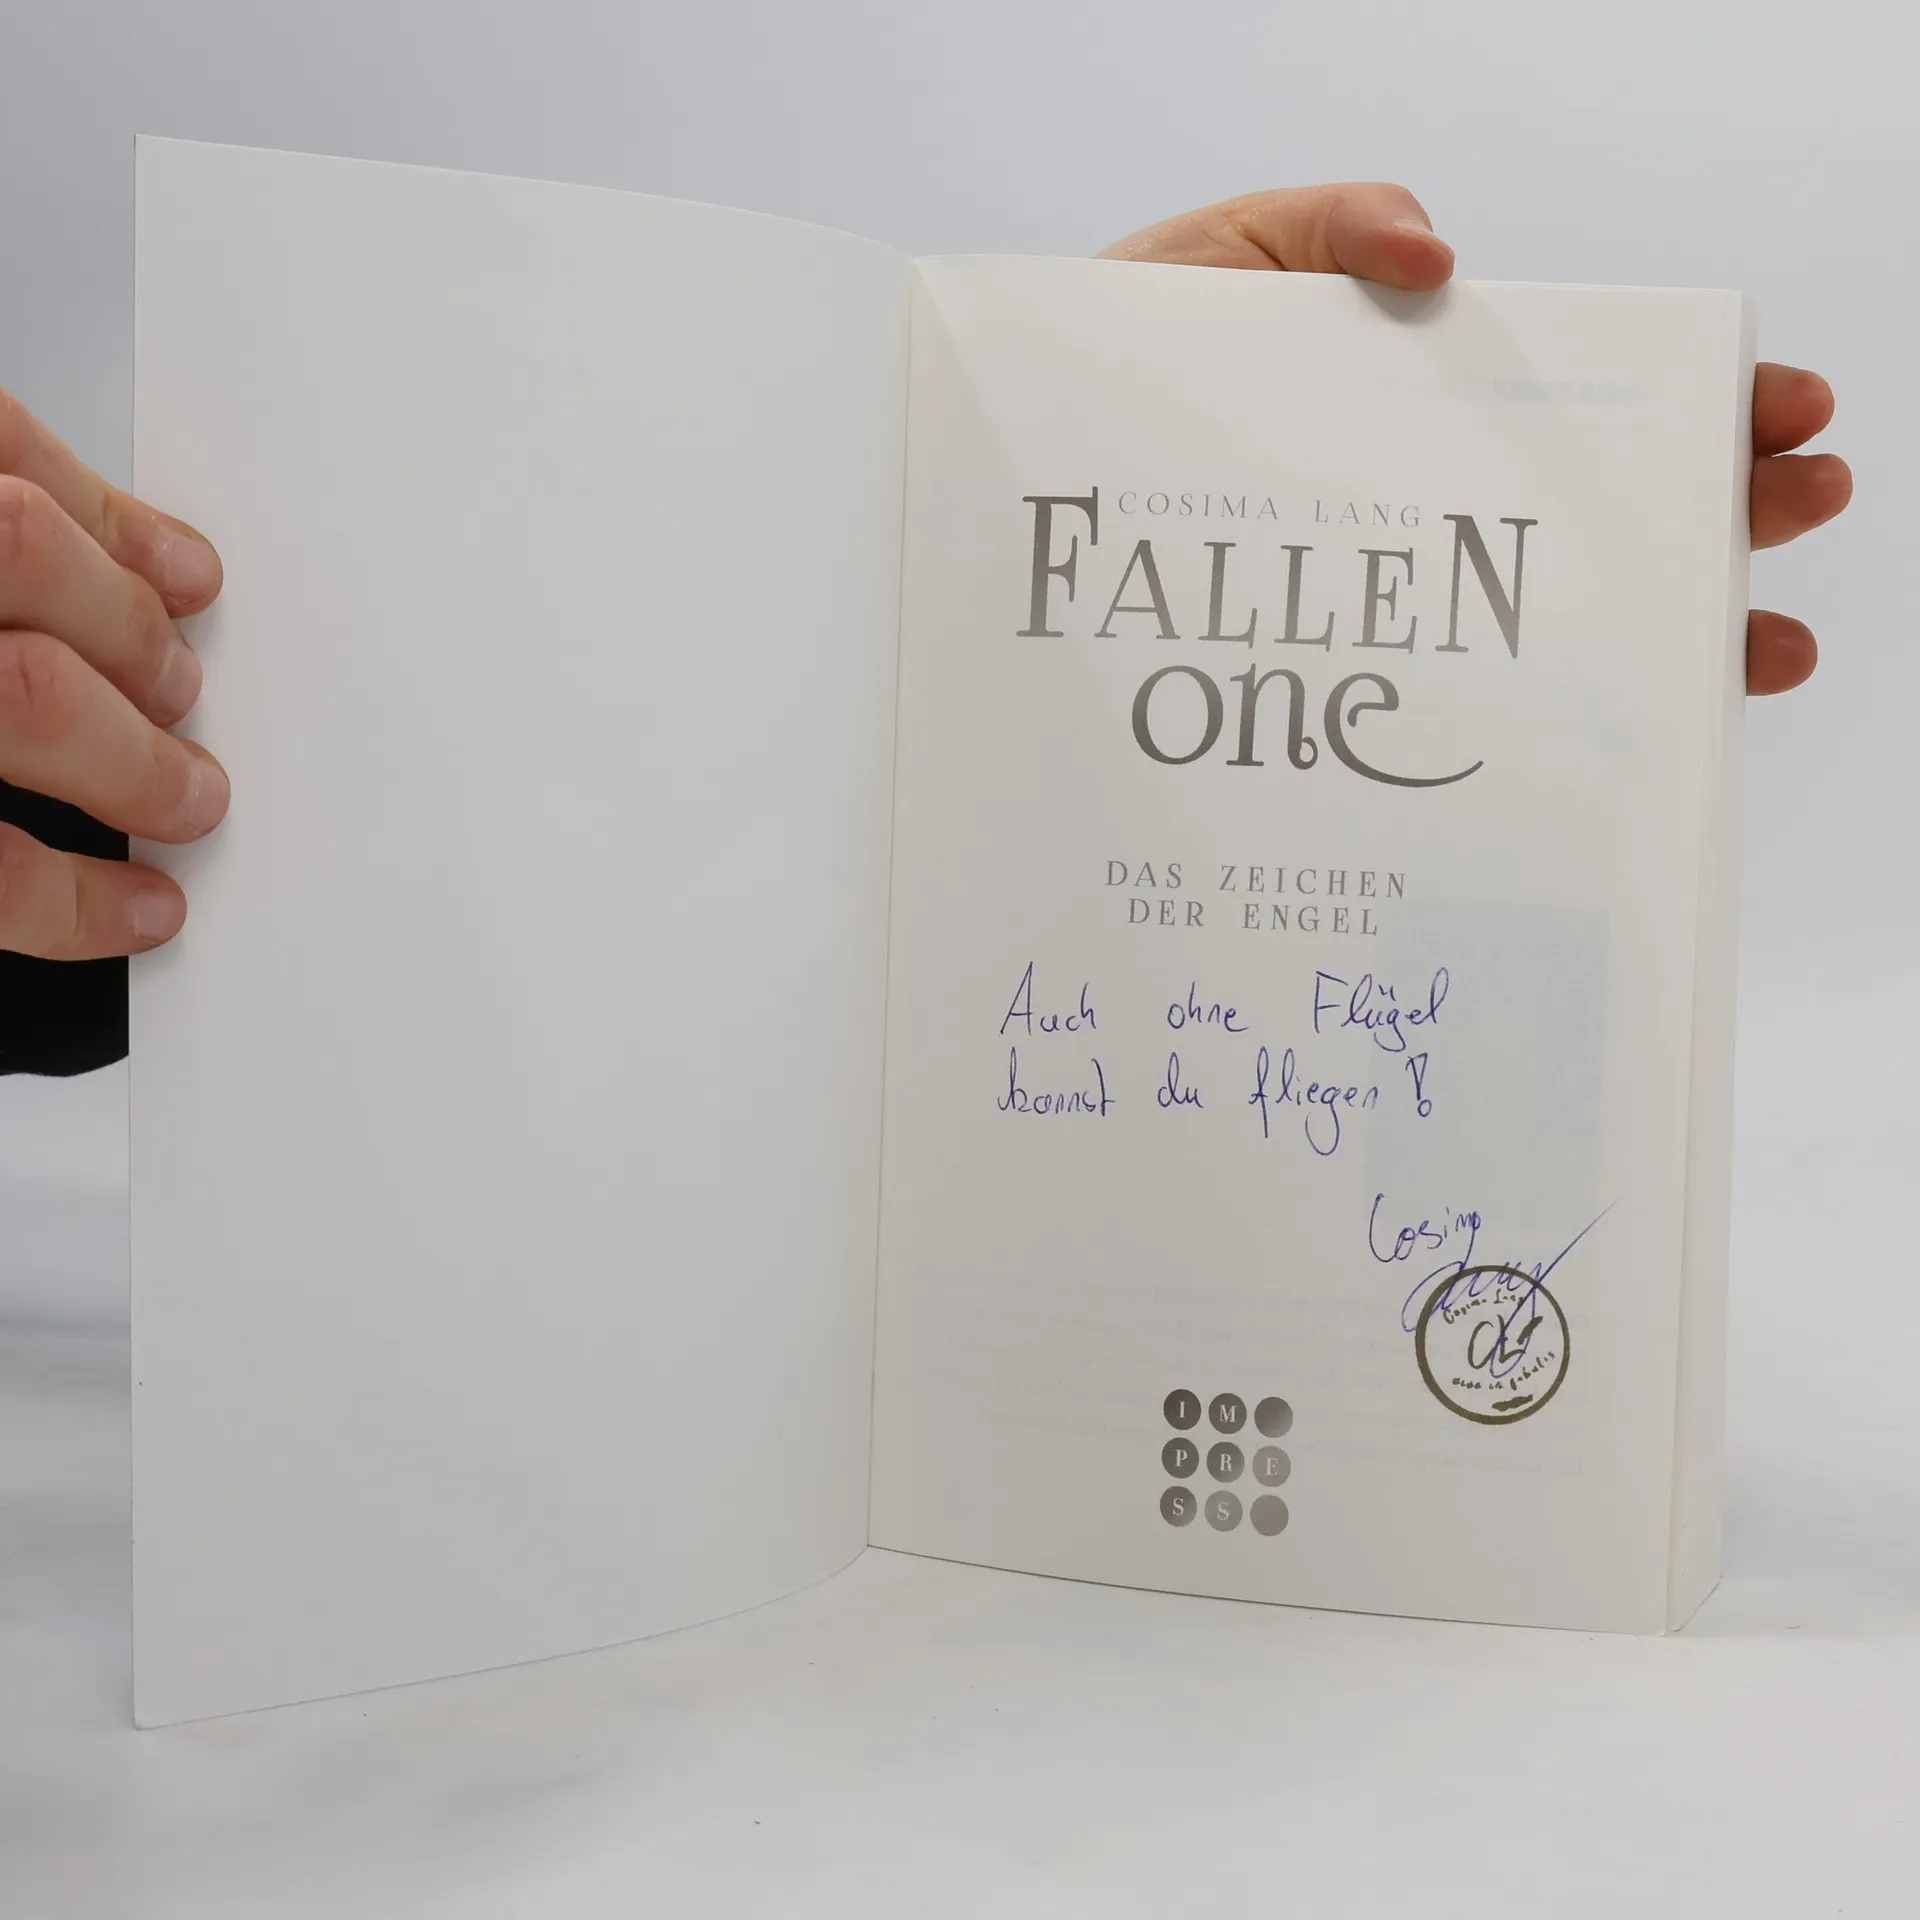 COSIMA LANG
FALLEN
one
DAS ZEICHEN
DER ENGEL
Auch ohne Flügel
kannst du fliegen!
Cosima
Cosima Lang
CL
IM
PRE
SS